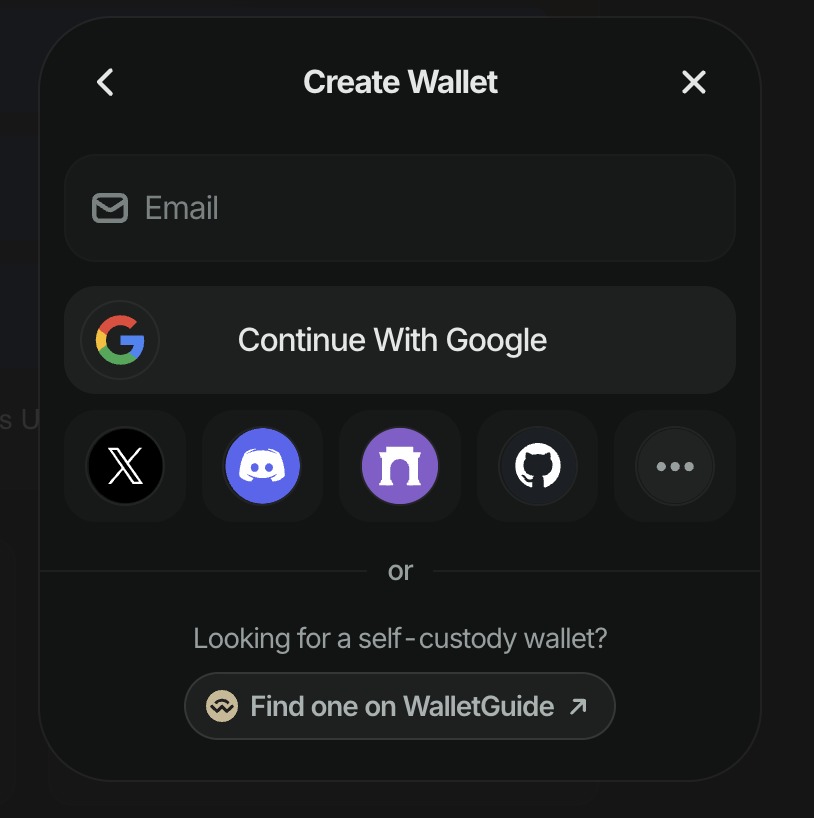 Create Wallet
Email
Continue With Google
s U
or
Looking for a self-custody wallet?
Find one on WalletGuide